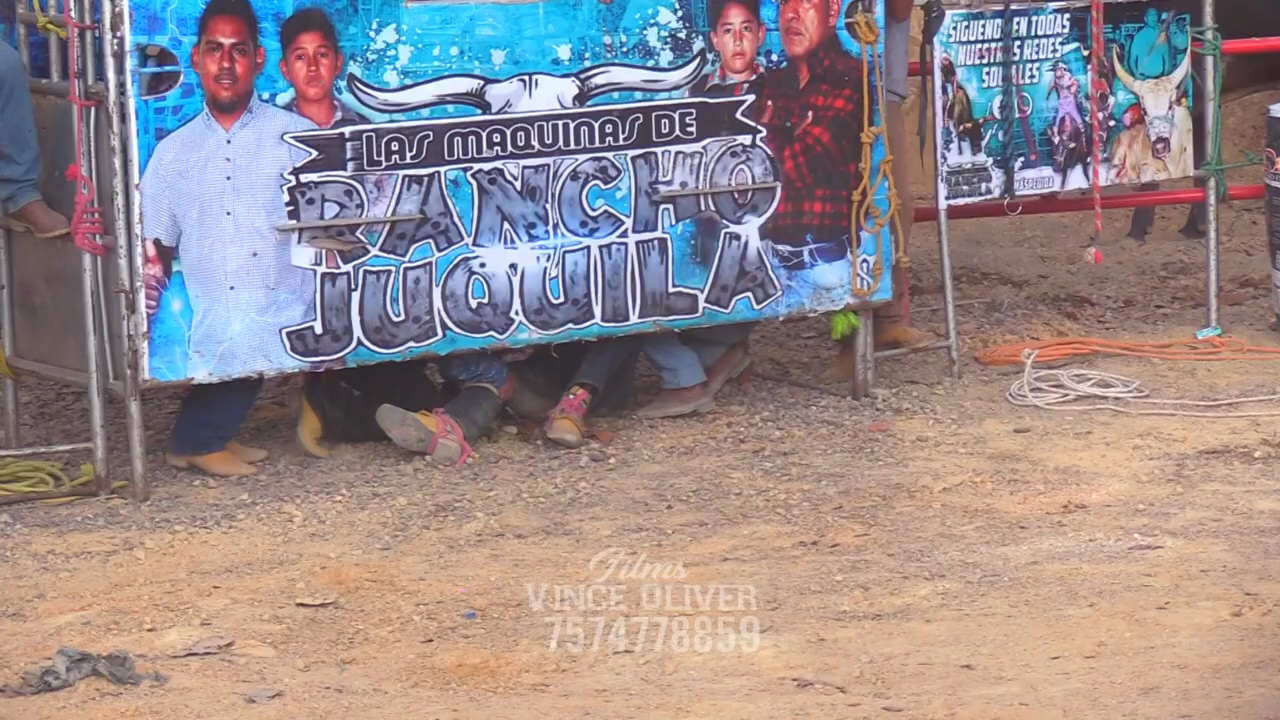 LAS MAQUINAS DE
RANCHO
JUQUILA
SIGUENOS EN TODAS
NUESTRAS REDES
SOCIALES
Films
VINCE OLIVER
7574778859